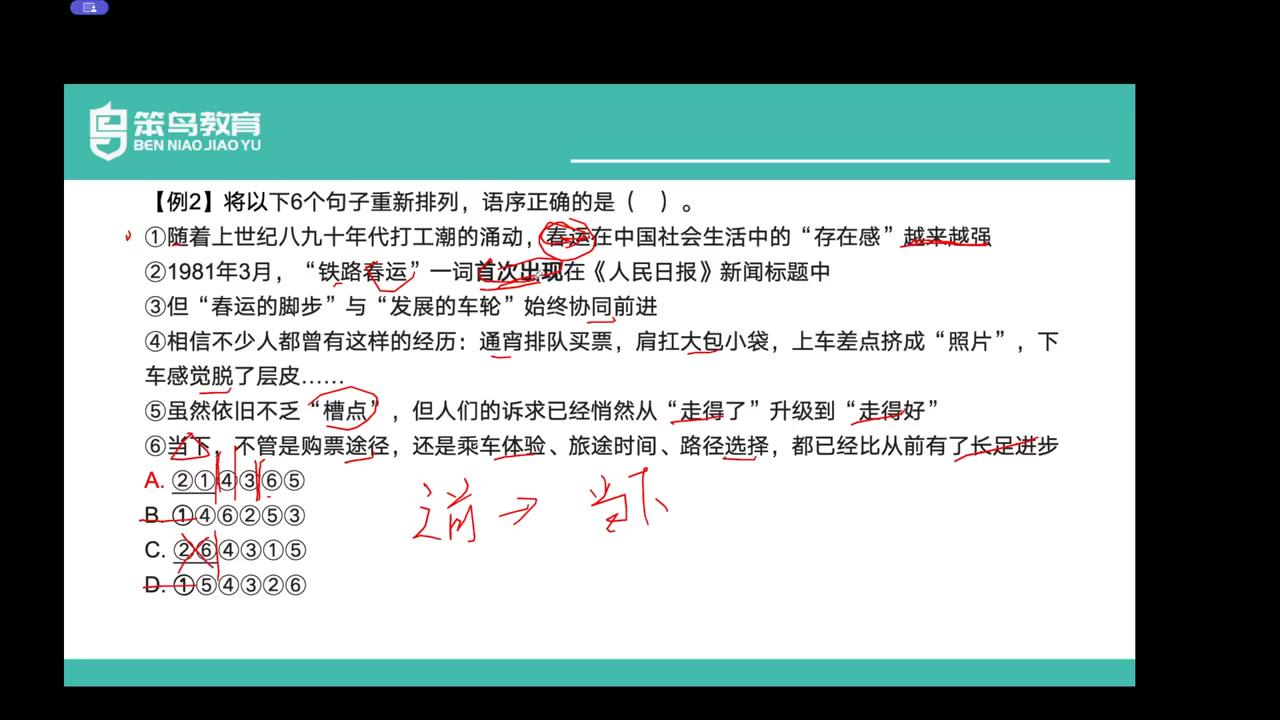 笨鸟教育
BEN NIAO JIAO YU
【例2】将以下6个句子重新排列，语序正确的是（ ）。
①随着上世纪八九十年代打工潮的涌动，春运在中国社会生活中的“存在感”越来越强
②1981年3月，“铁路春运”一词首次出现在《人民日报》新闻标题中
③但“春运的脚步”与“发展的车轮”始终协同前进
④相信不少人都曾有这样的经历：通宵排队买票，肩扛大包小袋，上车差点挤成“照片”，下
车感觉脱了层皮……
⑤虽然依旧不乏“槽点”，但人们的诉求已经悄然从“走得了”升级到“走得好”
⑥当下，不管是购票途径，还是乘车体验、旅途时间、路径选择，都已经比从前有了长足进步
A. ②①④③⑥⑤
B. ①④⑥②⑤③
C. ②⑥④③①⑤
D. ①⑤④③②⑥
之前→当下